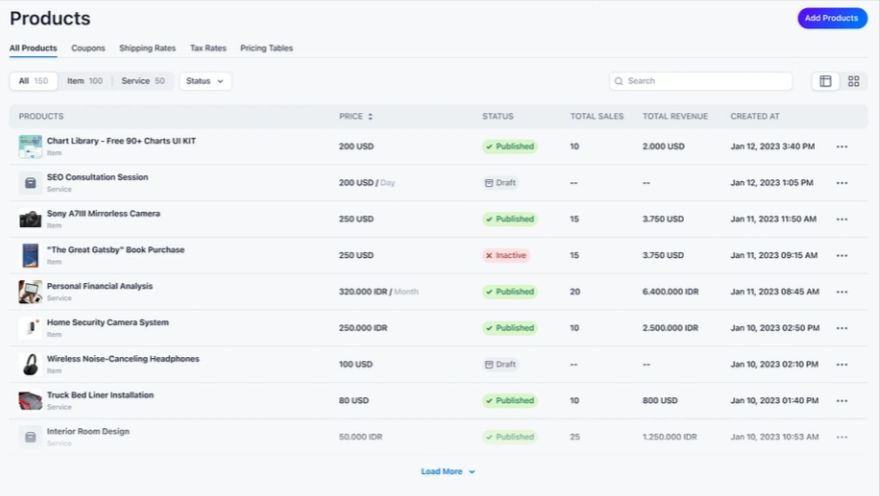 Products
Add Products
All Products Coupons Shipping Rates Tax Rates Pricing Tables
All 150 Item 100 Service 50 Status Search
PRODUCTS PRICE STATUS TOTAL SALES TOTAL REVENUE CREATED AT
Chart Library - Free 90+ Charts UI KIT
Item
200 USD Published 10 2.000 USD Jan 12, 2023 3:40 PM
SEO Consultation Session
Service
200 USD / Day Draft -- -- Jan 12, 2023 1:05 PM
Sony A7III Mirrorless Camera
Item
250 USD Published 15 3.750 USD Jan 11, 2023 11:50 AM
"The Great Gatsby" Book Purchase
Item
250 USD Inactive 15 3.750 USD Jan 11, 2023 09:15 AM
Personal Financial Analysis
Service
320.000 IDR / Month Published 20 6.400.000 IDR Jan 11, 2023 08:45 AM
Home Security Camera System
Item
250.000 IDR Published 10 2.500.000 IDR Jan 10, 2023 02:50 PM
Wireless Noise-Canceling Headphones
Item
100 USD Draft -- -- Jan 10, 2023 02:10 PM
Truck Bed Liner Installation
Service
80 USD Published 10 800 USD Jan 10, 2023 01:40 PM
Interior Room Design
Service
50.000 IDR Published 25 1.250.000 IDR Jan 10, 2023 10:53 AM
Load More